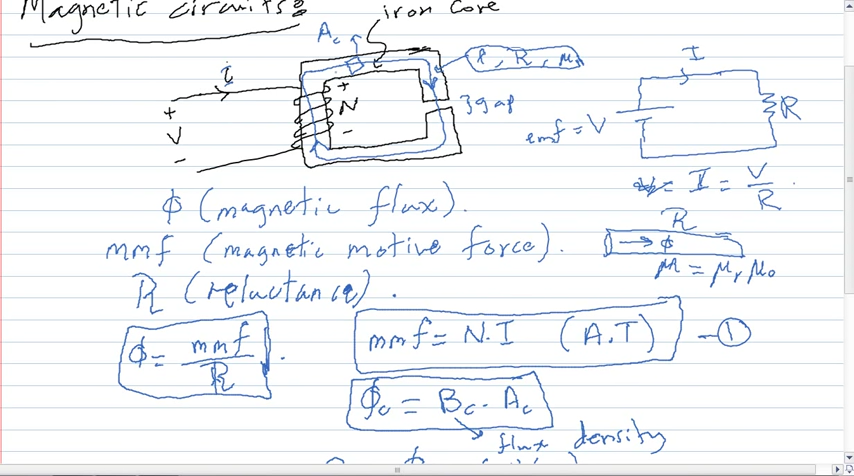 Magnetic circuits:
iron core
Ac
i
l, R, μr
I
+
+
V
N
}gap
R
-
-
emf = V
I = V/R
ϕ (magnetic flux).
R
mmf (magnetic motive force).
→ ϕ
μ = μr μo
R (reluctance).
ϕ = mmf/R .
mmf = N.I (A.T) —①
ϕc = Bc . Ac
flux density